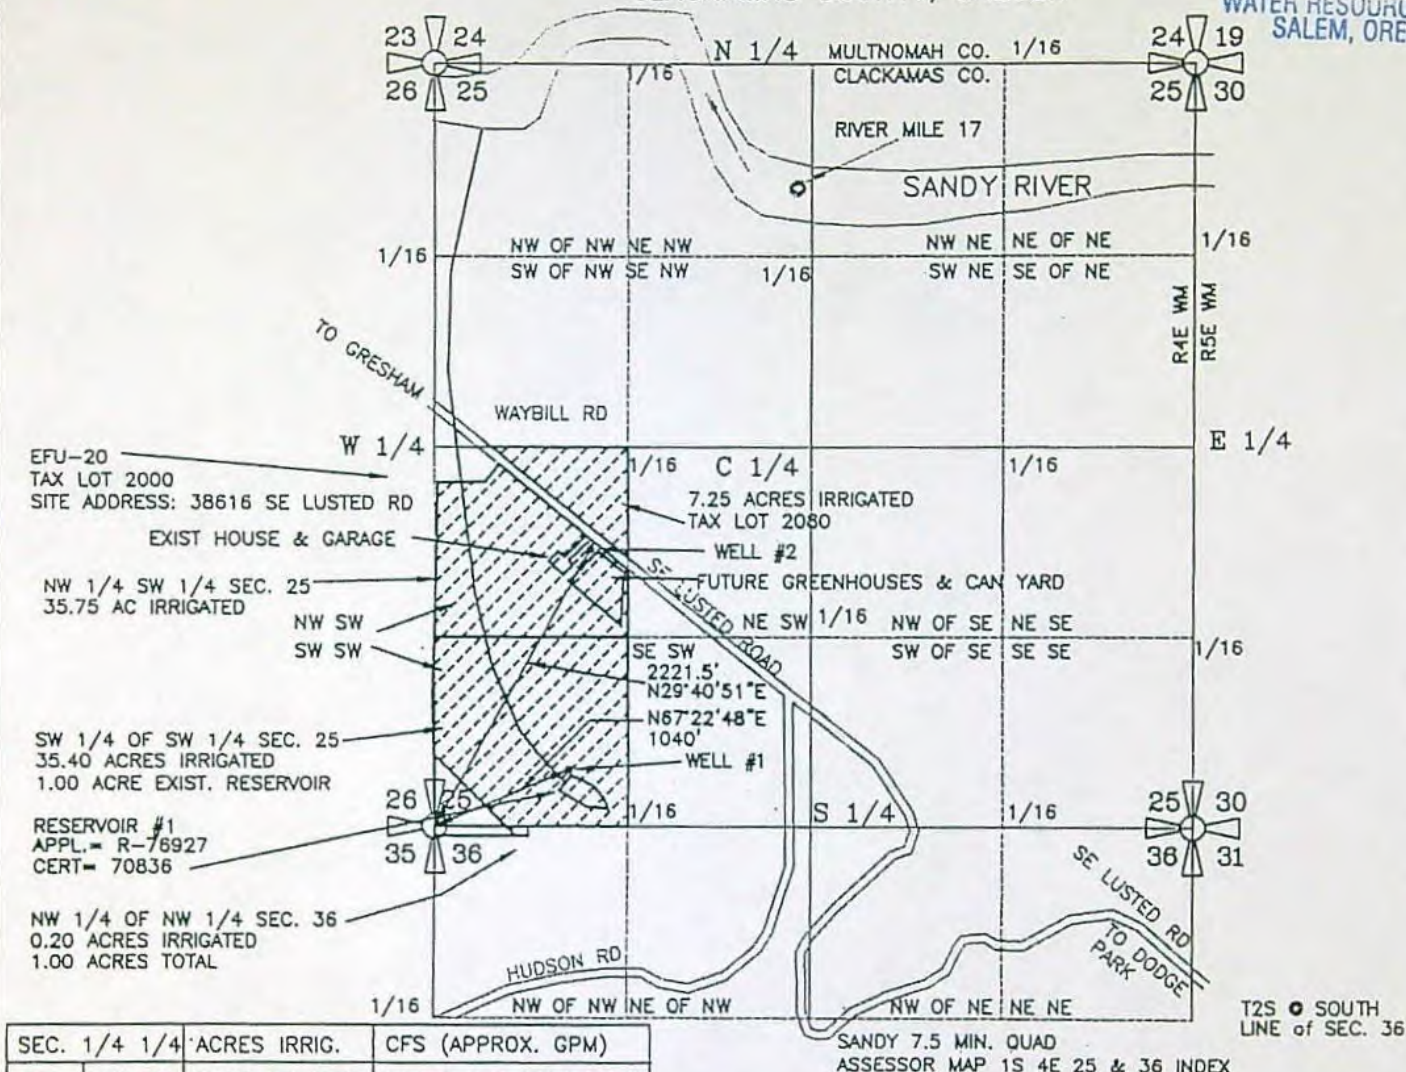 WATER RESOURC
SALEM, ORE
23 24
26 25
N 1/4
MULTNOMAH CO.
CLACKAMAS CO.
1/16
1/16
24 19
25 30
RIVER MILE 17
SANDY RIVER
1/16
NW OF NW NE NW
SW OF NW SE NW
1/16
NW NE NE OF NE
SW NE SE OF NE
1/16
R4E WM
R5E WM
TO GRESHAM
WAYBILL RD
W 1/4
1/16
C 1/4
1/16
E 1/4
EFU-20
TAX LOT 2000
SITE ADDRESS: 38616 SE LUSTED RD
7.25 ACRES IRRIGATED
TAX LOT 2080
EXIST HOUSE & GARAGE
WELL #2
FUTURE GREENHOUSES & CAN YARD
SE LUSTED ROAD
NW 1/4 SW 1/4 SEC. 25
35.75 AC IRRIGATED
NW SW
SW SW
NE SW
1/16
NW OF SE NE SE
SW OF SE SE SE
1/16
SE SW
2221.5'
N29°40'51"E
N67°22'48"E
1040'
WELL #1
SW 1/4 OF SW 1/4 SEC. 25
35.40 ACRES IRRIGATED
1.00 ACRE EXIST. RESERVOIR
26 25
35 36
1/16
S 1/4
1/16
25 30
36 31
RESERVOIR #1
APPL.= R-76927
CERT= 70836
NW 1/4 OF NW 1/4 SEC. 36
0.20 ACRES IRRIGATED
1.00 ACRES TOTAL
SE LUSTED RD
TO DODGE
PARK
HUDSON RD
1/16
NW OF NW NE OF NW
NW OF NE NE NE
T2S SOUTH
LINE of SEC. 36
SEC. 1/4 1/4 ACRES IRRIG. CFS (APPROX. GPM)
SANDY 7.5 MIN. QUAD
ASSESSOR MAP 1S 4E 25 & 36 INDEX